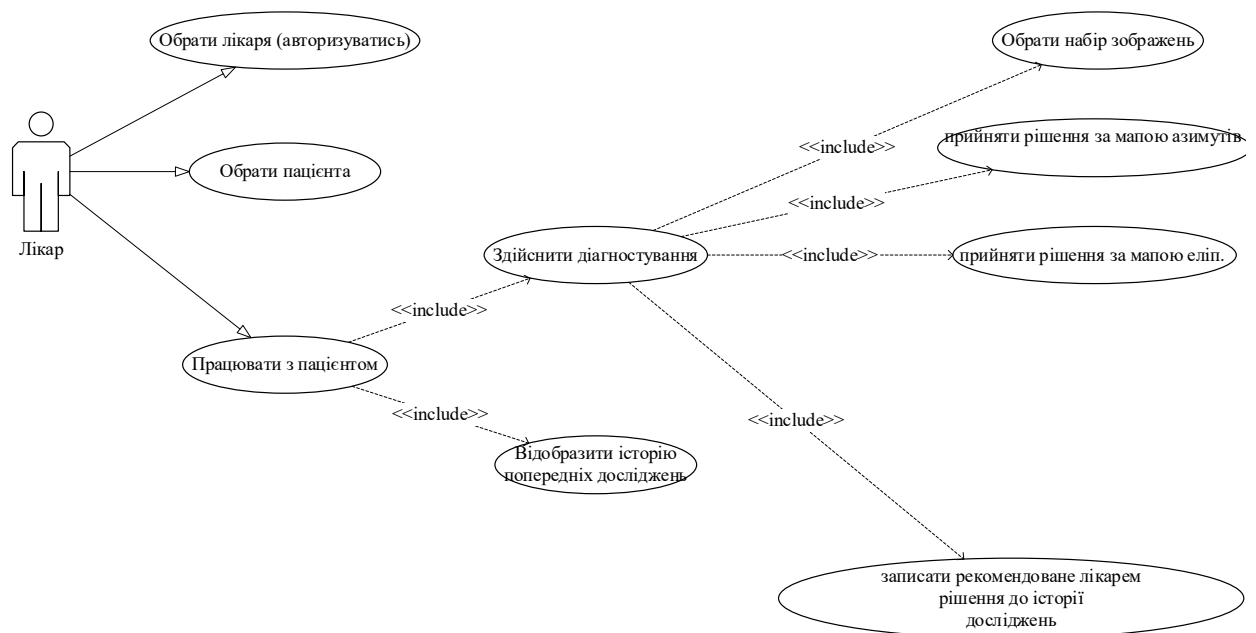 Обрати лікаря (авторизуватись)
Обрати набір зображень
<<include>>
прийняти рішення за мапою азимутів
Обрати пацієнта
<<include>>
Лікар
Здійснити діагностування
<<include>>
прийняти рішення за мапою еліп.
<<include>>
Працювати з пацієнтом
<<include>>
<<include>>
Відобразити історію
попередніх досліджень
записати рекомендоване лікарем
рішення до історії
досліджень